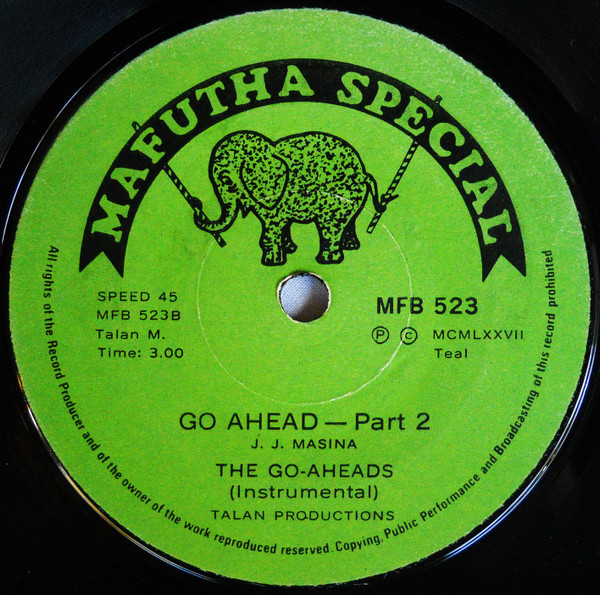 MAFUTHA SPECIAL
SPEED 45
MFB 523B
Talan M.
Time: 3.00
MFB 523
Ⓟ © MCMLXXVII
Teal
GO AHEAD — Part 2
J. J. MASINA
THE GO-AHEADS
(Instrumental)
TALAN PRODUCTIONS
All rights of the Record Producer and of the owner of the work reproduced reserved. Copying, Public Performance and Broadcasting of this record prohibited